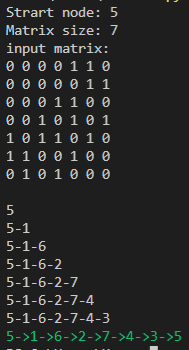 Strart node: 5
Matrix size: 7
input matrix:
0 0 0 0 1 1 0
0 0 0 0 0 1 1
0 0 0 1 1 0 0
0 0 1 0 1 0 1
1 0 1 1 0 1 0
1 1 0 0 1 0 0
0 1 0 1 0 0 0
5
5-1
5-1-6
5-1-6-2
5-1-6-2-7
5-1-6-2-7-4
5-1-6-2-7-4-3
5->1->6->2->7->4->3->5